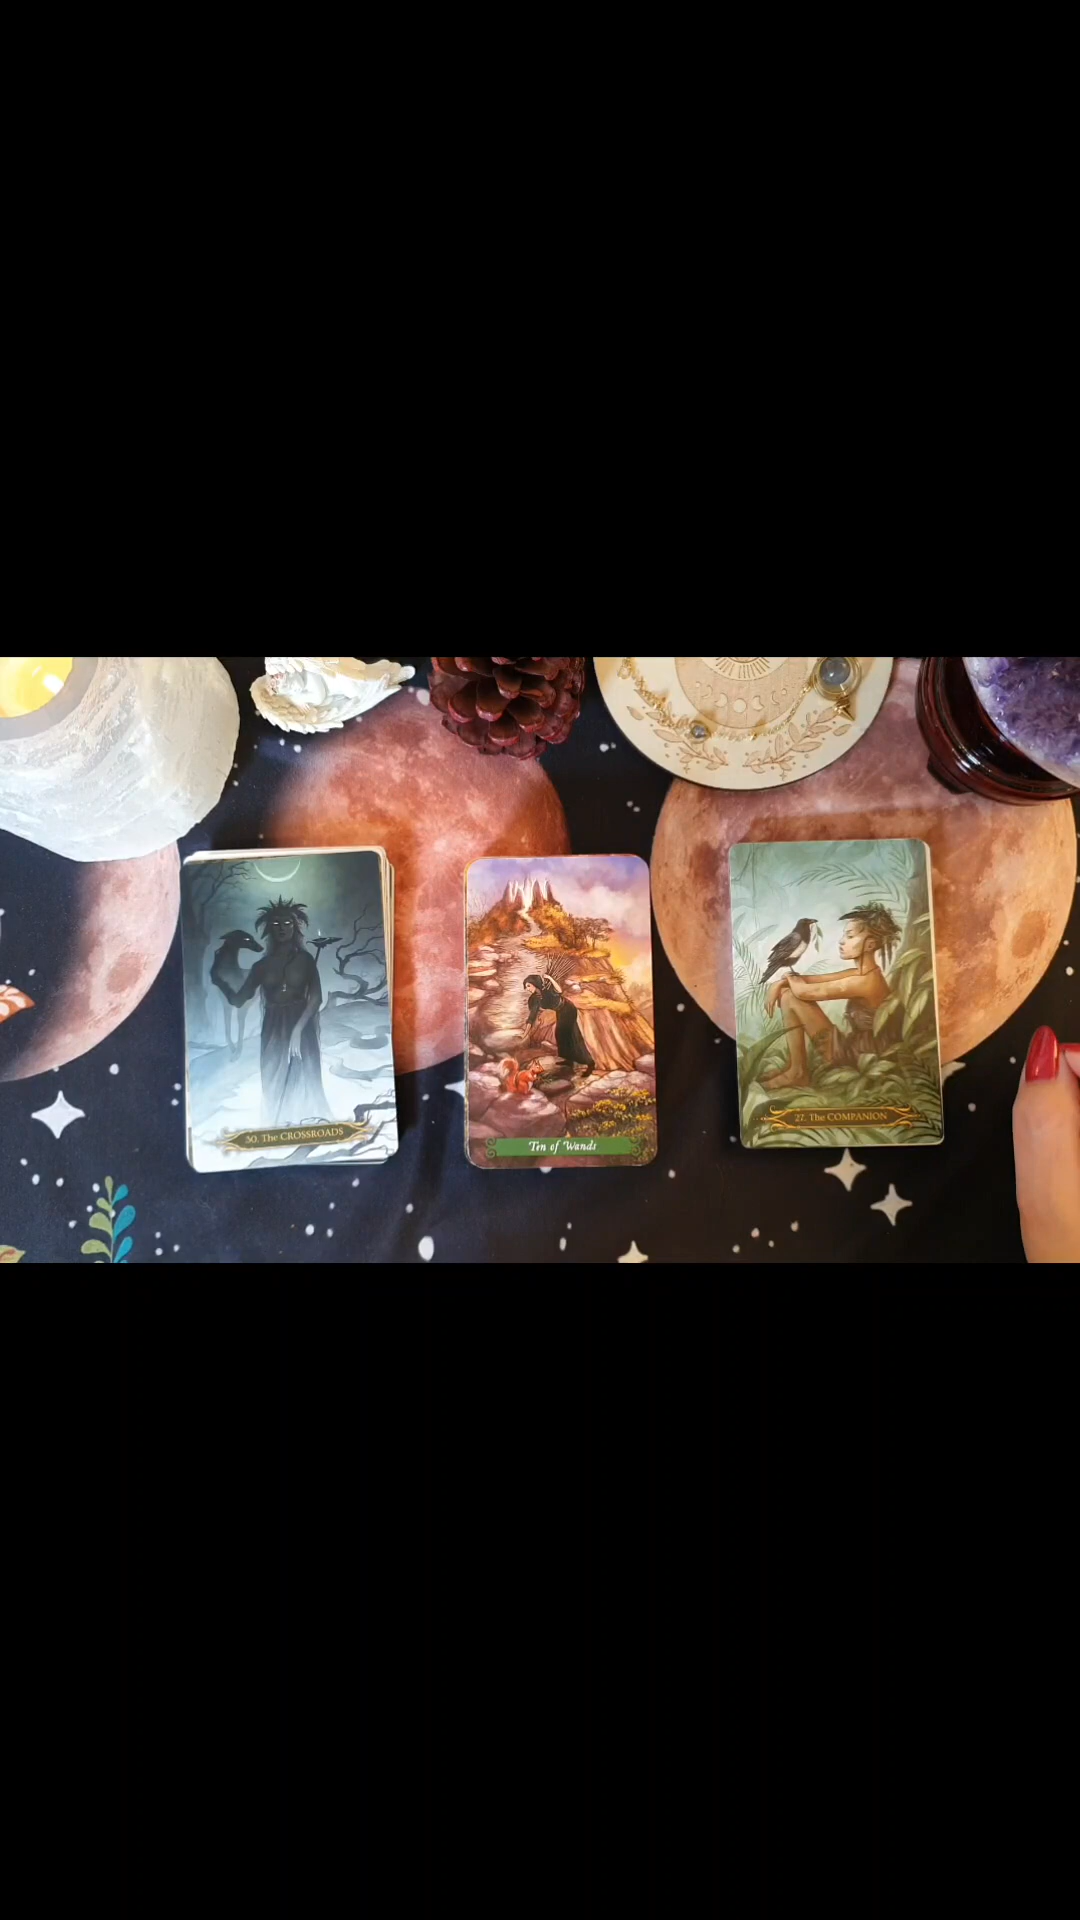 30. The CROSSROADS
Ten of Wands
27. The COMPANION